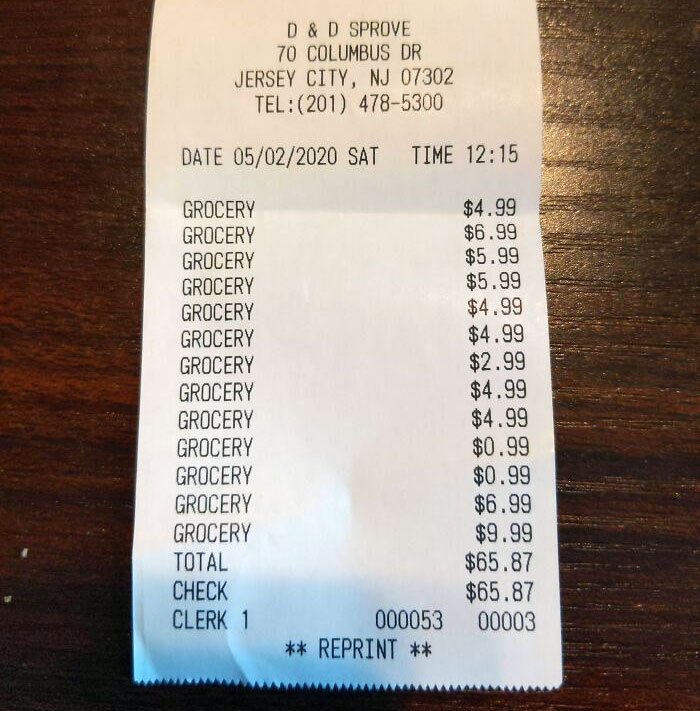 D & D SPROVE
70 COLUMBUS DR
JERSEY CITY, NJ 07302
TEL:(201) 478-5300
DATE 05/02/2020 SAT TIME 12:15
GROCERY $4.99
GROCERY $6.99
GROCERY $5.99
GROCERY $5.99
GROCERY $4.99
GROCERY $4.99
GROCERY $2.99
GROCERY $4.99
GROCERY $4.99
GROCERY $0.99
GROCERY $0.99
GROCERY $6.99
GROCERY $9.99
TOTAL $65.87
CHECK $65.87
CLERK 1 000053 00003
** REPRINT **